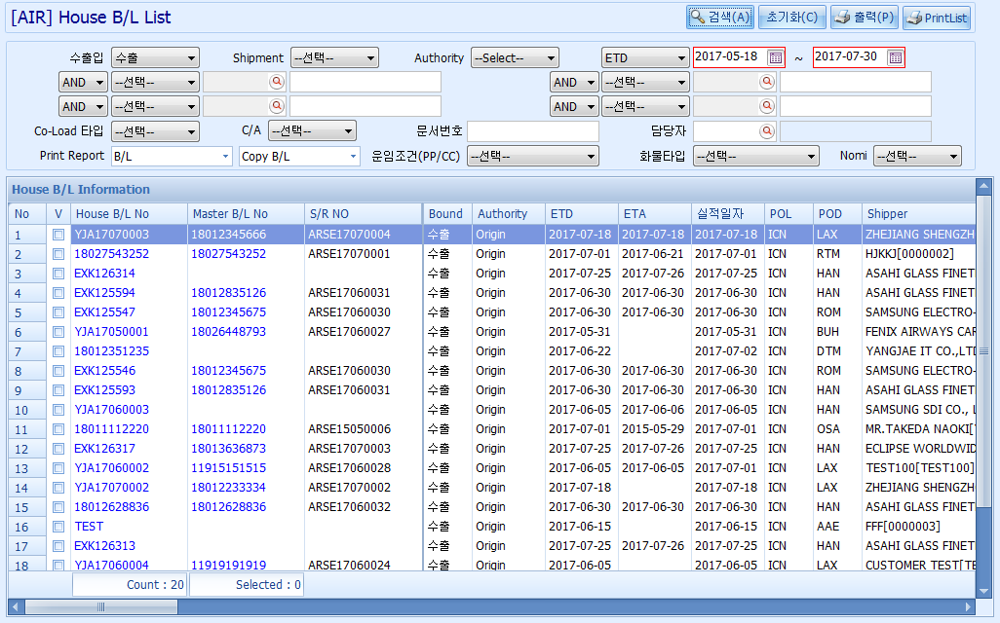 [AIR] House B/L List 검색(A) 초기화(C) 출력(P) PrintList
수출입 수출 Shipment --선택-- Authority --Select-- ETD 2017-05-18 ~ 2017-07-30
AND --선택-- AND --선택--
AND --선택-- AND --선택--
Co-Load 타입 --선택-- C/A --선택-- 문서번호 담당자
Print Report B/L Copy B/L 운임조건(PP/CC) --선택-- 화물타입 --선택-- Nomi --선택--
House B/L Information
No V House B/L No Master B/L No S/R NO Bound Authority ETD ETA 실적일자 POL POD Shipper
1 YJA17070003 18012345666 ARSE17070004 수출 Origin 2017-07-18 2017-07-18 2017-07-18 ICN LAX ZHEJIANG SHENGZH
2 18027543252 18027543252 ARSE17070001 수출 Origin 2017-07-01 2017-06-21 2017-07-01 ICN RTM HJKKJ[0000002]
3 EXK126314 수출 Origin 2017-07-25 2017-07-26 2017-07-25 ICN HAN ASAHI GLASS FINET
4 EXK125594 18012835126 ARSE17060031 수출 Origin 2017-06-30 2017-06-30 2017-06-30 ICN HAN ASAHI GLASS FINET
5 EXK125547 18012345675 ARSE17060030 수출 Origin 2017-06-30 2017-06-30 2017-06-30 ICN ROM SAMSUNG ELECTRO-
6 YJA17050001 18026448793 ARSE17060027 수출 Origin 2017-05-31 2017-05-31 ICN BUH FENIX AIRWAYS CAR
7 18012351235 수출 Origin 2017-06-22 2017-07-02 ICN DTM YANGJAE IT CO.,LTD
8 EXK125546 18012345675 ARSE17060030 수출 Origin 2017-06-30 2017-06-30 2017-06-30 ICN ROM SAMSUNG ELECTRO-
9 EXK125593 18012835126 ARSE17060031 수출 Origin 2017-06-30 2017-06-30 2017-06-30 ICN HAN ASAHI GLASS FINET
10 YJA17060003 수출 Origin 2017-06-05 2017-06-06 2017-06-05 ICN HAN SAMSUNG SDI CO., L
11 18011112220 18011112220 ARSE15050006 수출 Origin 2017-07-01 2015-05-29 2017-07-01 ICN OSA MR.TAKEDA NAOKI[
12 EXK126317 18013636873 ARSE17070003 수출 Origin 2017-07-25 2017-07-26 2017-07-25 ICN HAN ECLIPSE WORLDWID
13 YJA17060002 11915151515 ARSE17060028 수출 Origin 2017-06-05 2017-06-05 2017-07-01 ICN LAX TEST100[TEST100]
14 YJA17070002 18012233334 ARSE17070002 수출 Origin 2017-07-18 2017-07-18 ICN LAX ZHEJIANG SHENGZH
15 18012628836 18012628836 ARSE17060032 수출 Origin 2017-06-30 2017-06-30 2017-06-30 ICN HAN ASAHI GLASS FINET
16 TEST 수출 Origin 2017-06-15 2017-06-15 ICN AAE FFF[0000003]
17 EXK126313 수출 Origin 2017-07-25 2017-07-26 2017-07-25 ICN HAN ASAHI GLASS FINET
18 YJA17060004 11919191919 ARSE17060024 수출 Origin 2017-06-05 2017-06-05 ICN LAX CUSTOMER TEST[TE
Count : 20 Selected : 0